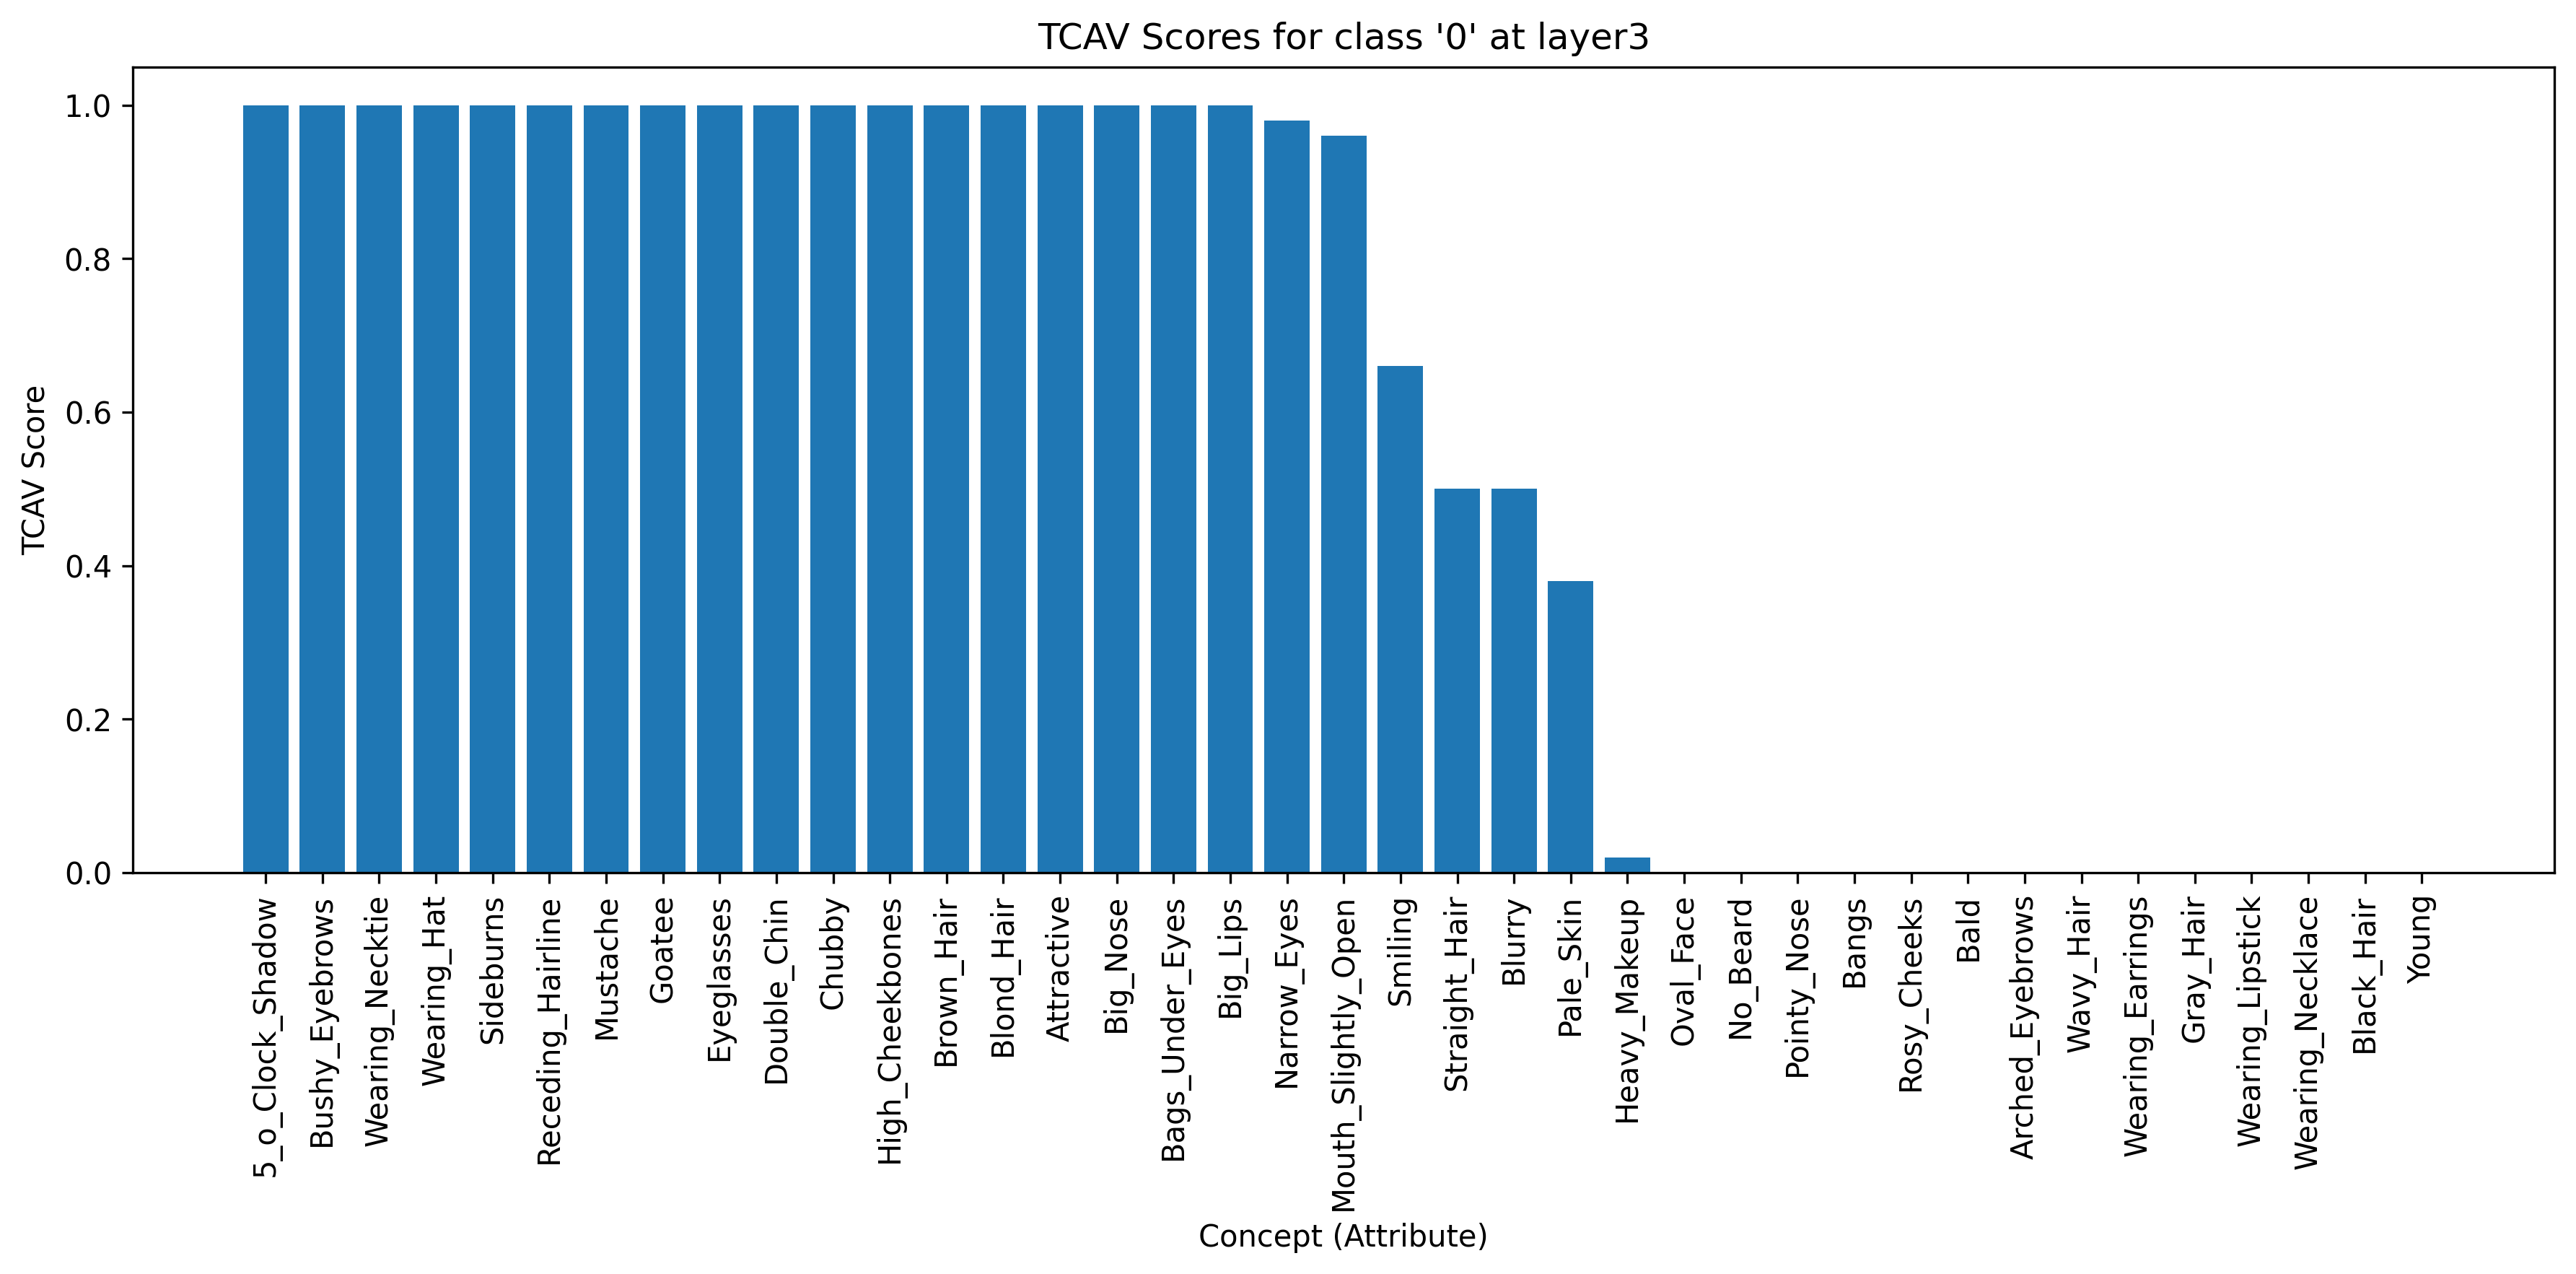 TCAV Scores for class '0' at layer3
TCAV Score
1.0
0.8
0.6
0.4
0.2
0.0
5_o_Clock_Shadow
Bushy_Eyebrows
Wearing_Necktie
Wearing_Hat
Sideburns
Receding_Hairline
Mustache
Goatee
Eyeglasses
Double_Chin
Chubby
High_Cheekbones
Brown_Hair
Blond_Hair
Attractive
Big_Nose
Bags_Under_Eyes
Big_Lips
Narrow_Eyes
Mouth_Slightly_Open
Smiling
Straight_Hair
Blurry
Pale_Skin
Heavy_Makeup
Oval_Face
No_Beard
Pointy_Nose
Bangs
Rosy_Cheeks
Bald
Arched_Eyebrows
Wavy_Hair
Wearing_Earrings
Gray_Hair
Wearing_Lipstick
Wearing_Necklace
Black_Hair
Young
Concept (Attribute)